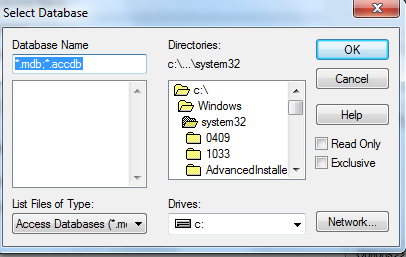 Select Database
Database Name
*.mdb;*.accdb
Directories:
c:\...\system32
OK
Cancel
Help
c:\
Windows
system32
0409
1033
AdvancedInstalle
Read Only
Exclusive
List Files of Type:
Access Databases (*.m
Drives:
c:
Network...